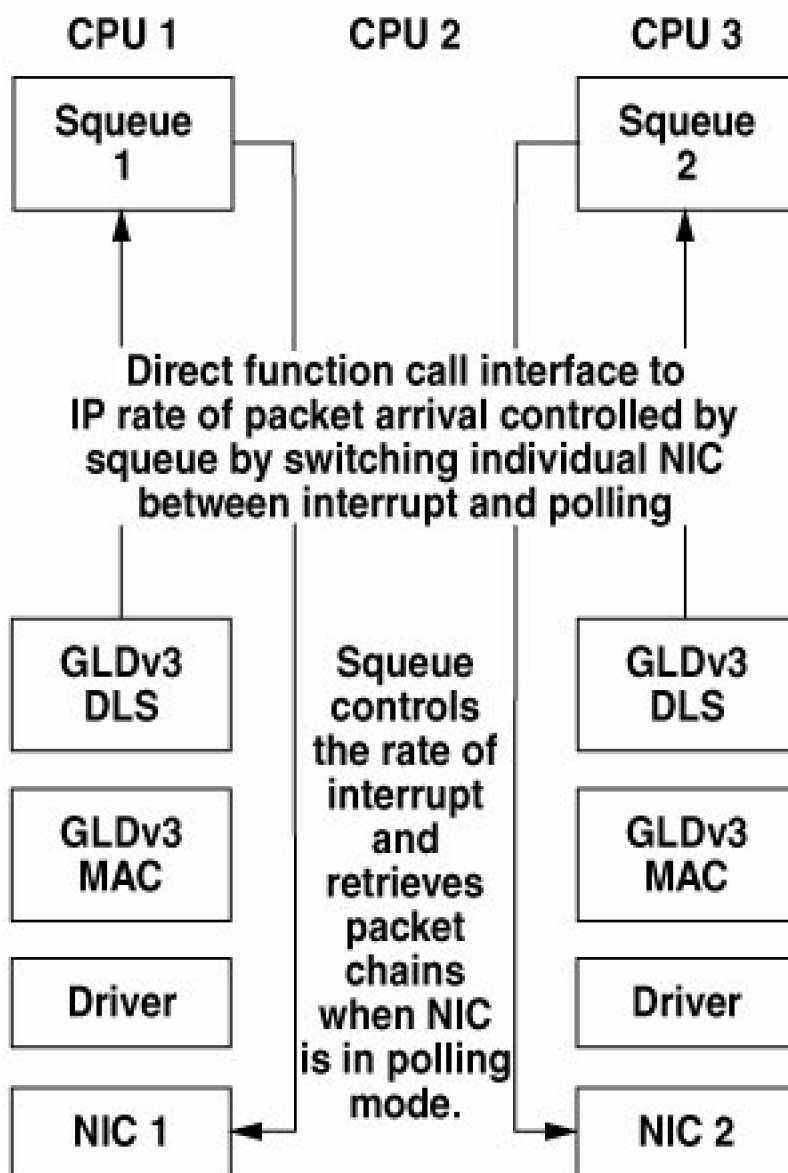 CPU 1
CPU 2
CPU 3
Squeue
1
Squeue
2
Direct function call interface to
IP rate of packet arrival controlled by
squeue by switching individual NIC
between interrupt and polling
GLDv3
DLS
Squeue
controls
the rate of
interrupt
and
retrieves
packet
chains
when NIC
is in polling
mode.
GLDv3
DLS
GLDv3
MAC
GLDv3
MAC
Driver
Driver
NIC 1
NIC 2